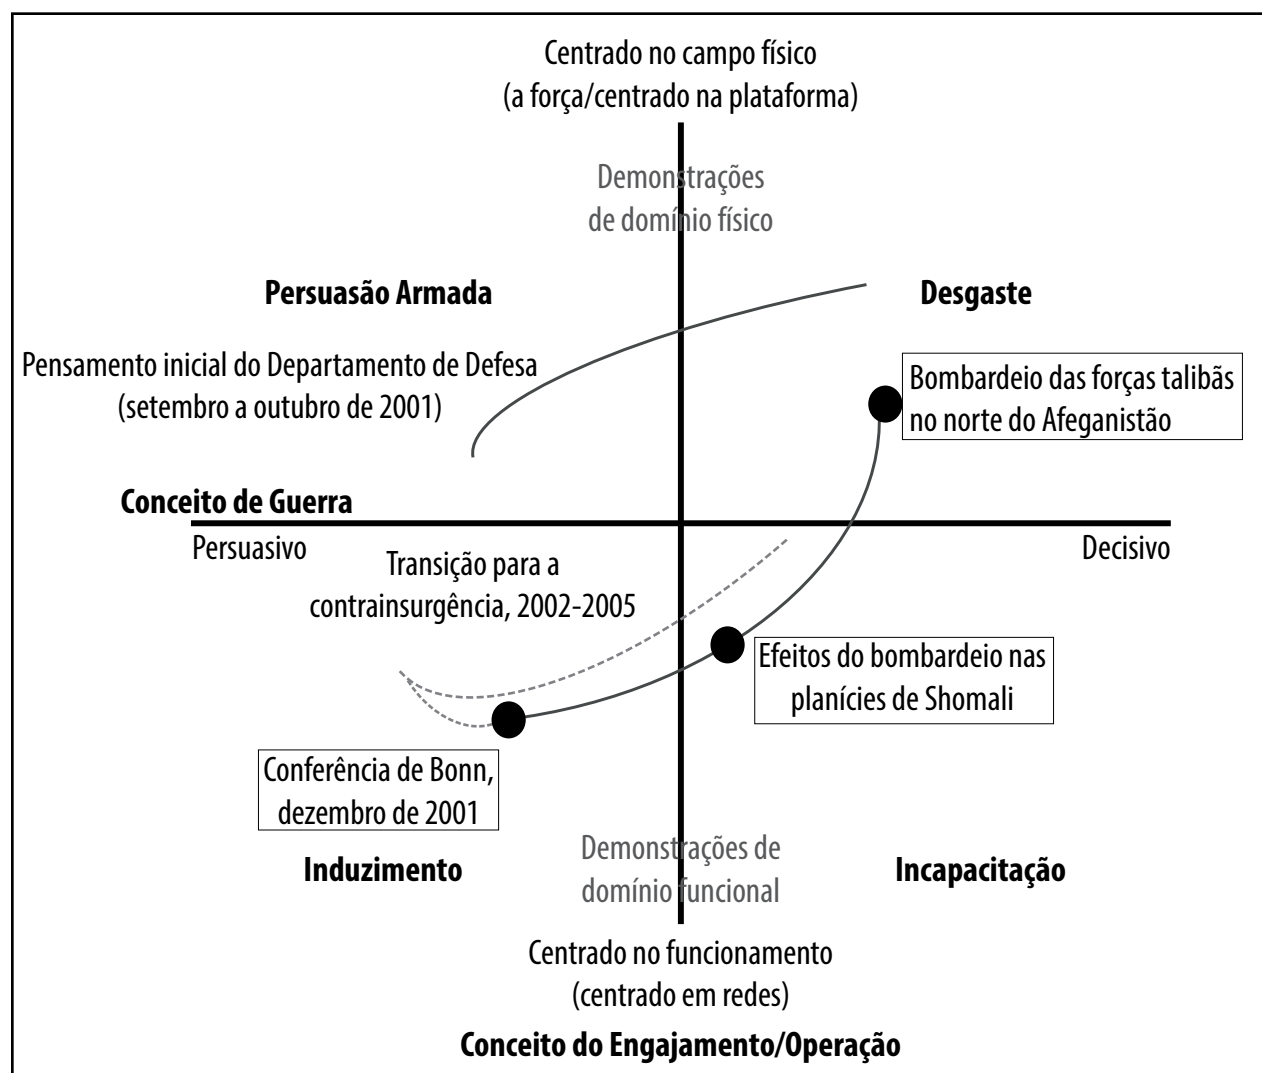 Centrado no campo físico
(a força/centrado na plataforma)
Demonstrações
de domínio físico
Persuasão Armada
Desgaste
Pensamento inicial do Departamento de Defesa
(setembro a outubro de 2001)
Bombardeio das forças talibãs
no norte do Afeganistão
Conceito de Guerra
Persuasivo
Decisivo
Transição para a
contrainsurgência, 2002-2005
Efeitos do bombardeio nas
planícies de Shomali
Conferência de Bonn,
dezembro de 2001
Induzimento
Demonstrações de
domínio funcional
Incapacitação
Centrado no funcionamento
(centrado em redes)
Conceito do Engajamento/Operação